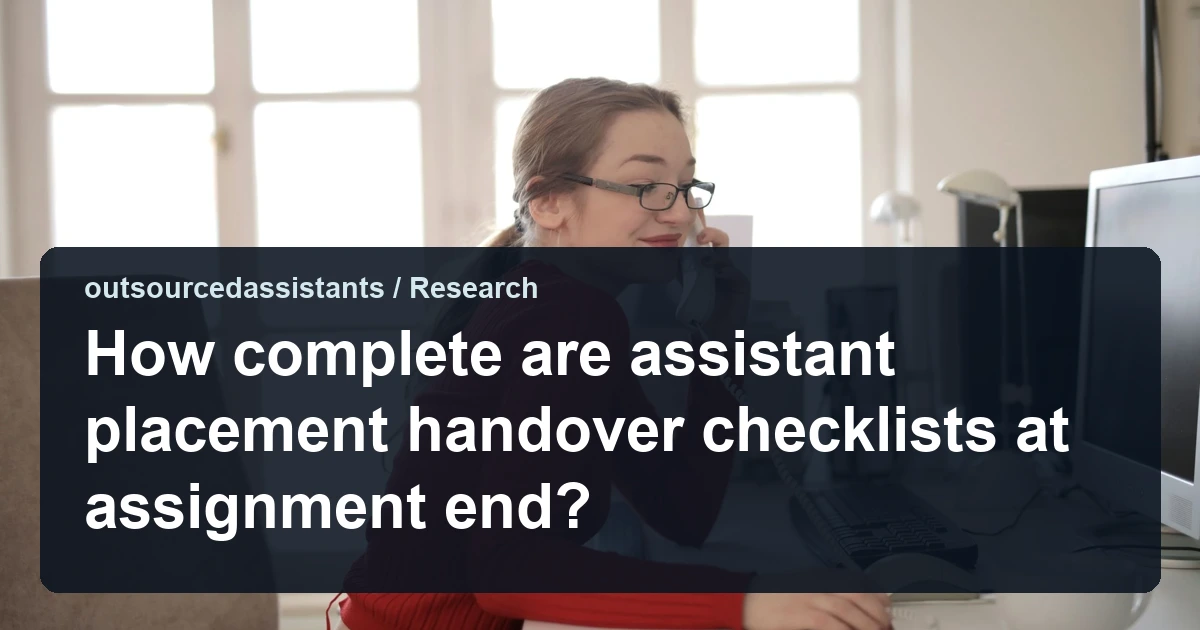 outsourcedassistants / Research
How complete are assistant
placement handover checklists at
assignment end?